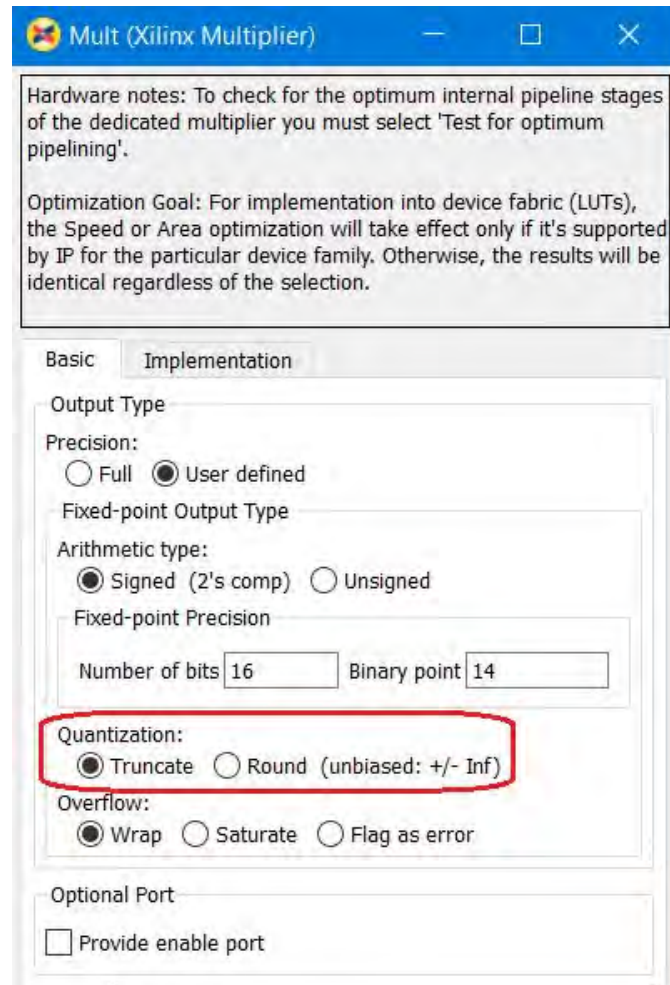 Mult (Xilinx Multiplier)
Hardware notes: To check for the optimum internal pipeline stages
of the dedicated multiplier you must select 'Test for optimum
pipelining'.
Optimization Goal: For implementation into device fabric (LUTs),
the Speed or Area optimization will take effect only if it's supported
by IP for the particular device family. Otherwise, the results will be
identical regardless of the selection.
Basic Implementation
Output Type
Precision:
Full User defined
Fixed-point Output Type
Arithmetic type:
Signed (2's comp) Unsigned
Fixed-point Precision
Number of bits 16 Binary point 14
Quantization:
Truncate Round (unbiased: +/- Inf)
Overflow:
Wrap Saturate Flag as error
Optional Port
Provide enable port